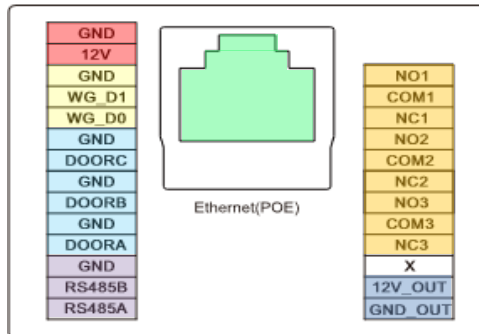 GND
12V
GND
WG_D1
WG_D0
GND
DOORC
GND
DOORB
GND
DOORA
GND
RS485B
RS485A
Ethernet(POE)
NO1
COM1
NC1
NO2
COM2
NC2
NO3
COM3
NC3
X
12V_OUT
GND_OUT